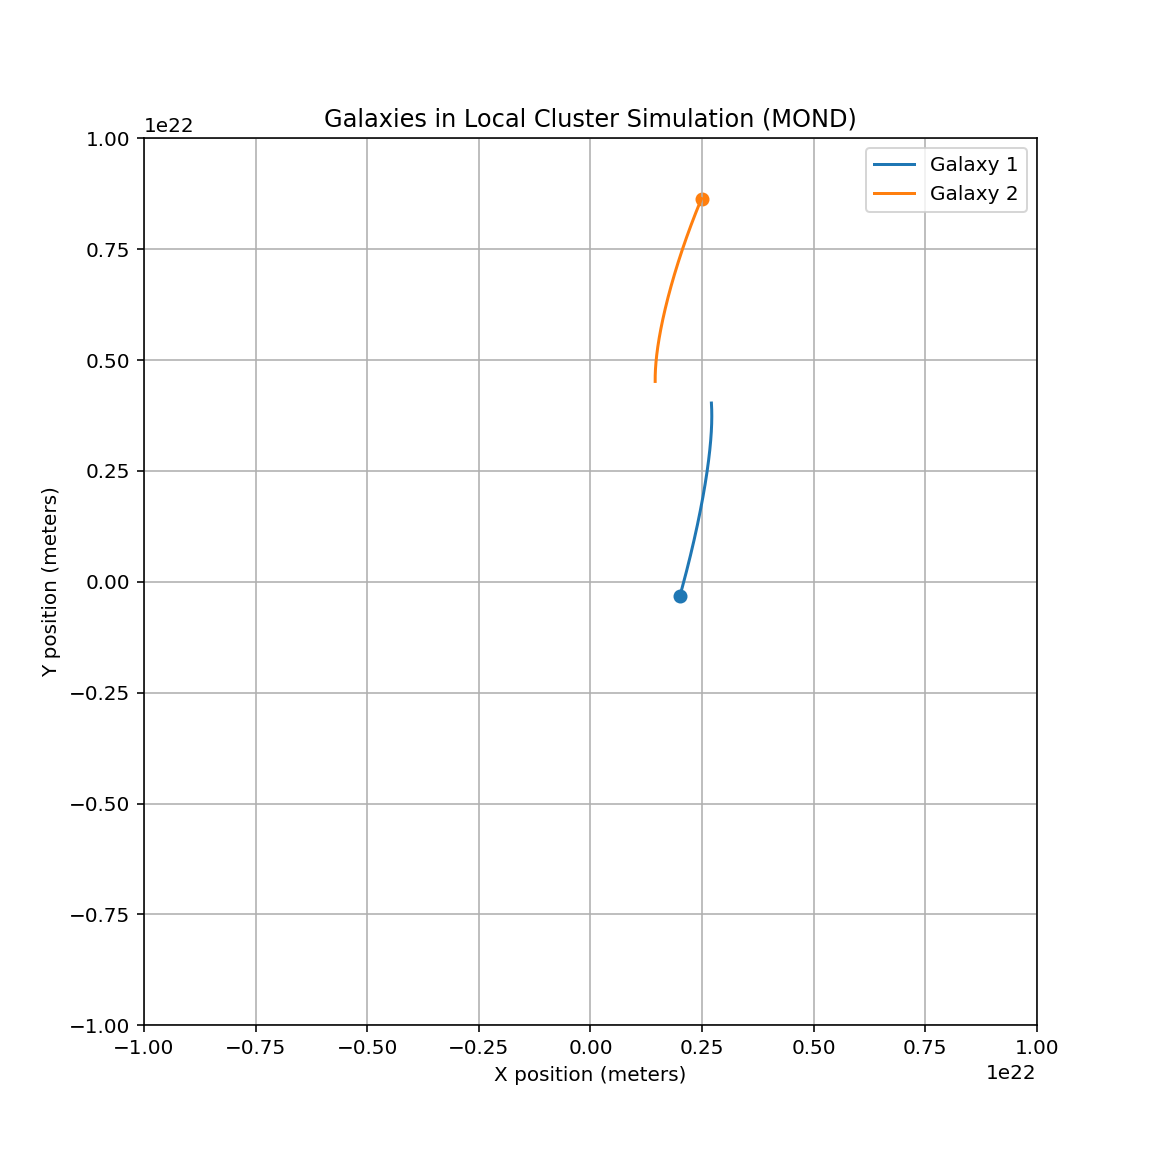 Galaxies in Local Cluster Simulation (MOND)
1e22
Galaxy 1
Galaxy 2
1.00
0.75
0.50
0.25
0.00
−0.25
−0.50
−0.75
−1.00
Y position (meters)
−1.00 −0.75 −0.50 −0.25 0.00 0.25 0.50 0.75 1.00
X position (meters)
1e22